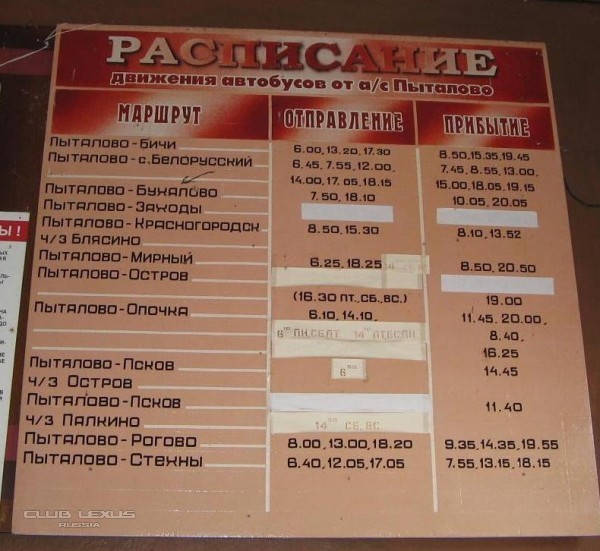 РАСПИСАНИЕ
движения автобусов от а/с Пыталово
МАРШРУТ ОТПРАВЛЕНИЕ ПРИБЫТИЕ
Пыталово-Бичи 6.00,13.20,17.30 8.50,15.35,19.45
Пыталово-с.Белорусский 6.45,7.55,12.00, 7.45,8.55,13.00,
14.00,17.05,18.15 15.00,18.05,19.15
Пыталово-Бухалово 7.50,18.10 10.05,20.05
Пыталово-Заходы
Пыталово-Красногородск 8.50,15.30 8.10,13.52
ч/з Блясино
Пыталово-Мирный 6.25,18.25 8.50,20.50
Пыталово-Остров
(16.30 пт.,сб.,вс.) 19.00
Пыталово-Опочка 6.10,14.10, 11.45,20.00,
8.40,
16.25
Пыталово-Псков 6 14.45
ч/з Остров
Пыталово-Псков 11.40
ч/з Палкино 14 СБ.ВС.
Пыталово-Рогово 8.00,13.00,18.20 9.35,14.35,19.55
Пыталово-Стехны 6.40,12.05,17.05 7.55,13.15,18.15
Ы!
CLUB LEXUS
RUSSIA